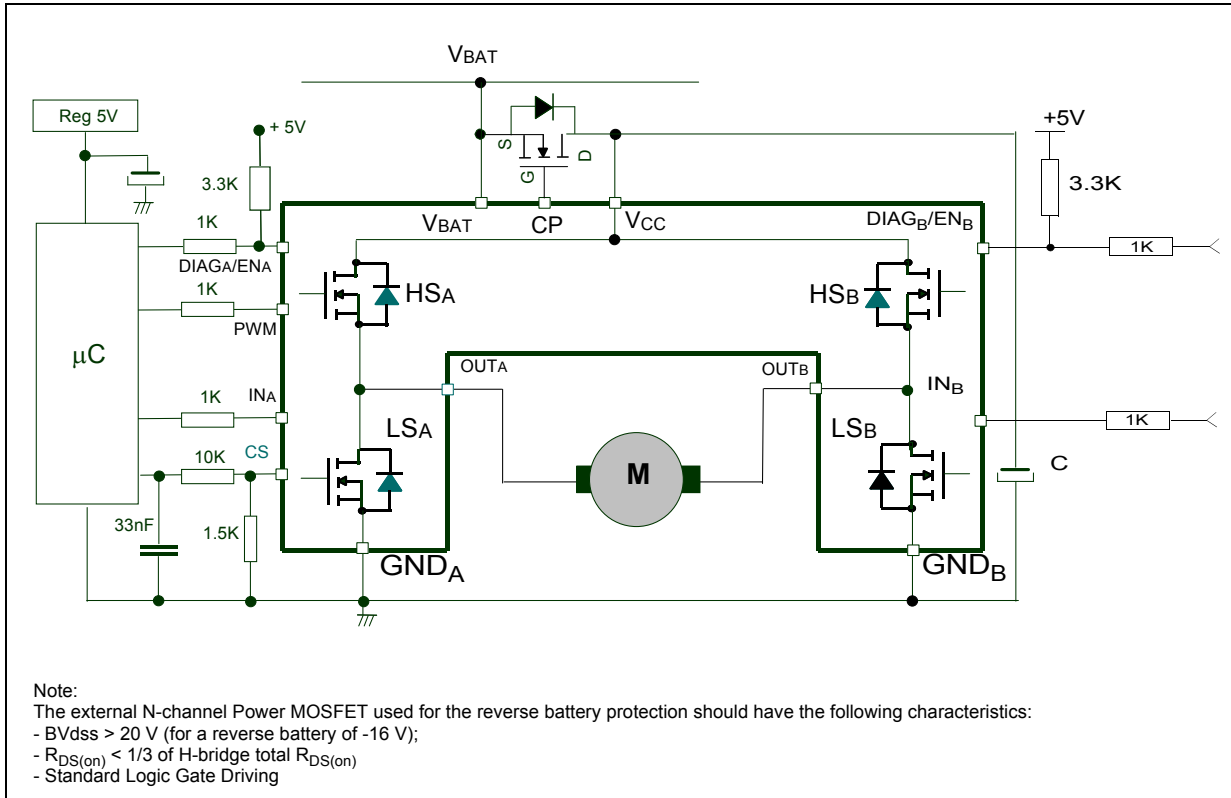 VBAT
Reg 5V
+ 5V
+5V
S
D
G
3.3K
3.3K
1K
VBAT
CP
VCC
DIAGB/ENB
1K
DIAGA/ENA
1K
HSA
HSB
PWM
µC
OUTA
OUTB
INB
1K
INA
LSA
LSB
1K
10K
CS
M
C
33nF
1.5K
GNDA
GNDB
Note:
The external N-channel Power MOSFET used for the reverse battery protection should have the following characteristics:
- BVdss > 20 V (for a reverse battery of -16 V);
- RDS(on) < 1/3 of H-bridge total RDS(on)
- Standard Logic Gate Driving